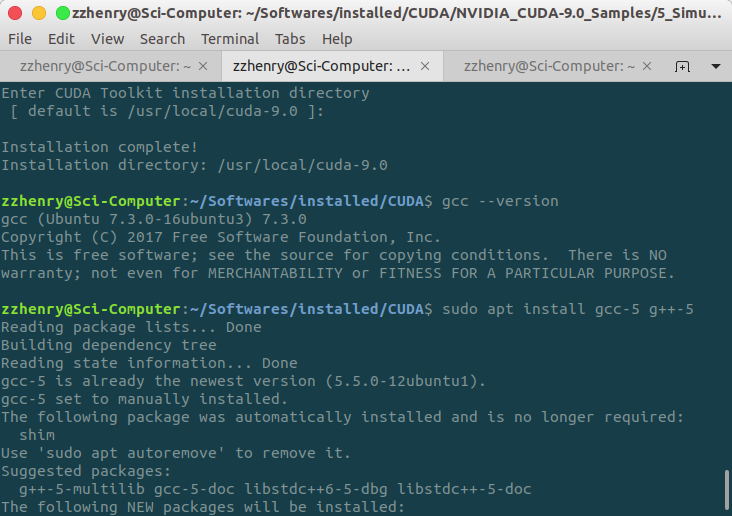 zzhenry@Sci-Computer: ~/Softwares/installed/CUDA/NVIDIA_CUDA-9.0_Samples/5_Simu...
File Edit View Search Terminal Tabs Help
zzhenry@Sci-Computer: ~ × zzhenry@Sci-Computer: ... × zzhenry@Sci-Computer: ~ ×
Enter CUDA Toolkit installation directory
 [ default is /usr/local/cuda-9.0 ]:
Installation complete!
Installation directory: /usr/local/cuda-9.0
zzhenry@Sci-Computer:~/Softwares/installed/CUDA$ gcc --version
gcc (Ubuntu 7.3.0-16ubuntu3) 7.3.0
Copyright (C) 2017 Free Software Foundation, Inc.
This is free software; see the source for copying conditions.  There is NO
warranty; not even for MERCHANTABILITY or FITNESS FOR A PARTICULAR PURPOSE.
zzhenry@Sci-Computer:~/Softwares/installed/CUDA$ sudo apt install gcc-5 g++-5
Reading package lists... Done
Building dependency tree
Reading state information... Done
gcc-5 is already the newest version (5.5.0-12ubuntu1).
gcc-5 set to manually installed.
The following package was automatically installed and is no longer required:
  shim
Use 'sudo apt autoremove' to remove it.
Suggested packages:
  g++-5-multilib gcc-5-doc libstdc++6-5-dbg libstdc++-5-doc
The following NEW packages will be installed: